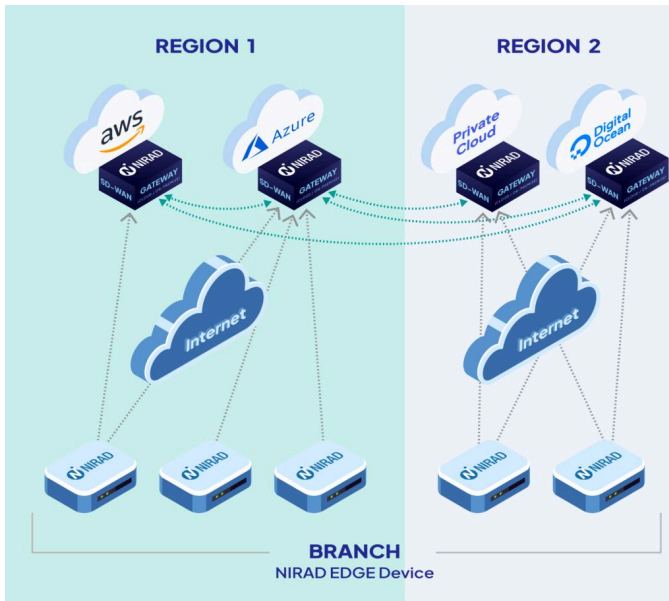 REGION 1
REGION 2
aws
Azure
Private
Cloud
Digital
Ocean
NIRAD
SD-WAN GATEWAY
NIRAD
SD-WAN GATEWAY
NIRAD
SD-WAN GATEWAY
NIRAD
SD-WAN GATEWAY
Internet
Internet
NIRAD
NIRAD
NIRAD
NIRAD
NIRAD
BRANCH
NIRAD EDGE Device